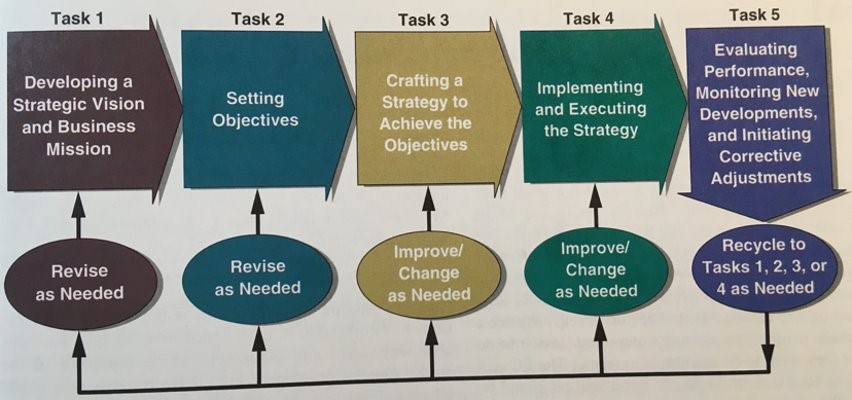 Task 1
Task 2
Task 3
Task 4
Task 5
Developing a
Strategic Vision
and Business
Mission
Setting
Objectives
Crafting a
Strategy to
Achieve the
Objectives
Implementing
and Executing
the Strategy
Evaluating
Performance,
Monitoring New
Developments,
and Initiating
Corrective
Adjustments
Revise
as Needed
Revise
as Needed
Improve/
Change
as Needed
Improve/
Change
as Needed
Recycle to
Tasks 1, 2, 3, or
4 as Needed